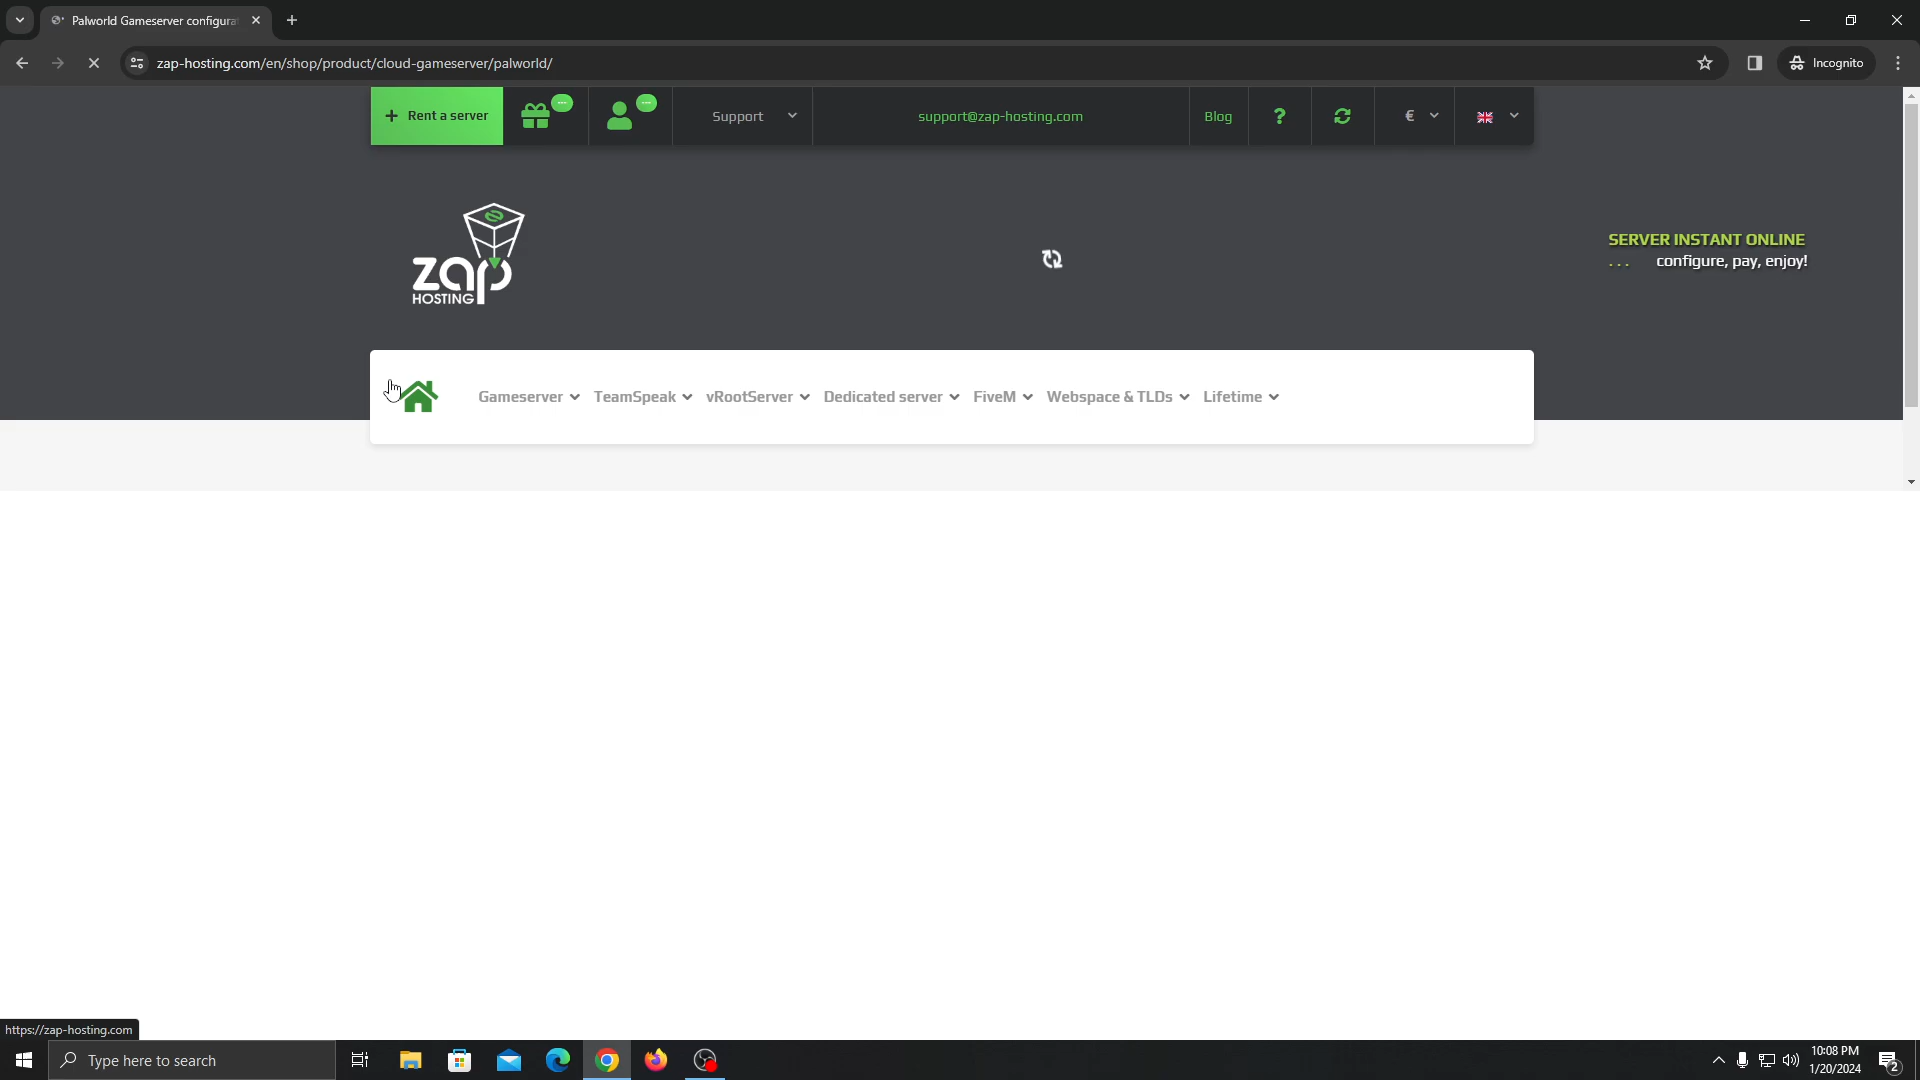 Palworld Gameserver configura
zap-hosting.com/en/shop/product/cloud-gameserver/palworld/
Incognito
+ Rent a server
Support
support@zap-hosting.com
Blog
?
€
zap
HOSTING
SERVER INSTANT ONLINE
... configure, pay, enjoy!
Gameserver
TeamSpeak
vRootServer
Dedicated server
FiveM
Webspace & TLDs
Lifetime
https://zap-hosting.com
Type here to search
10:08 PM
1/20/2024
2